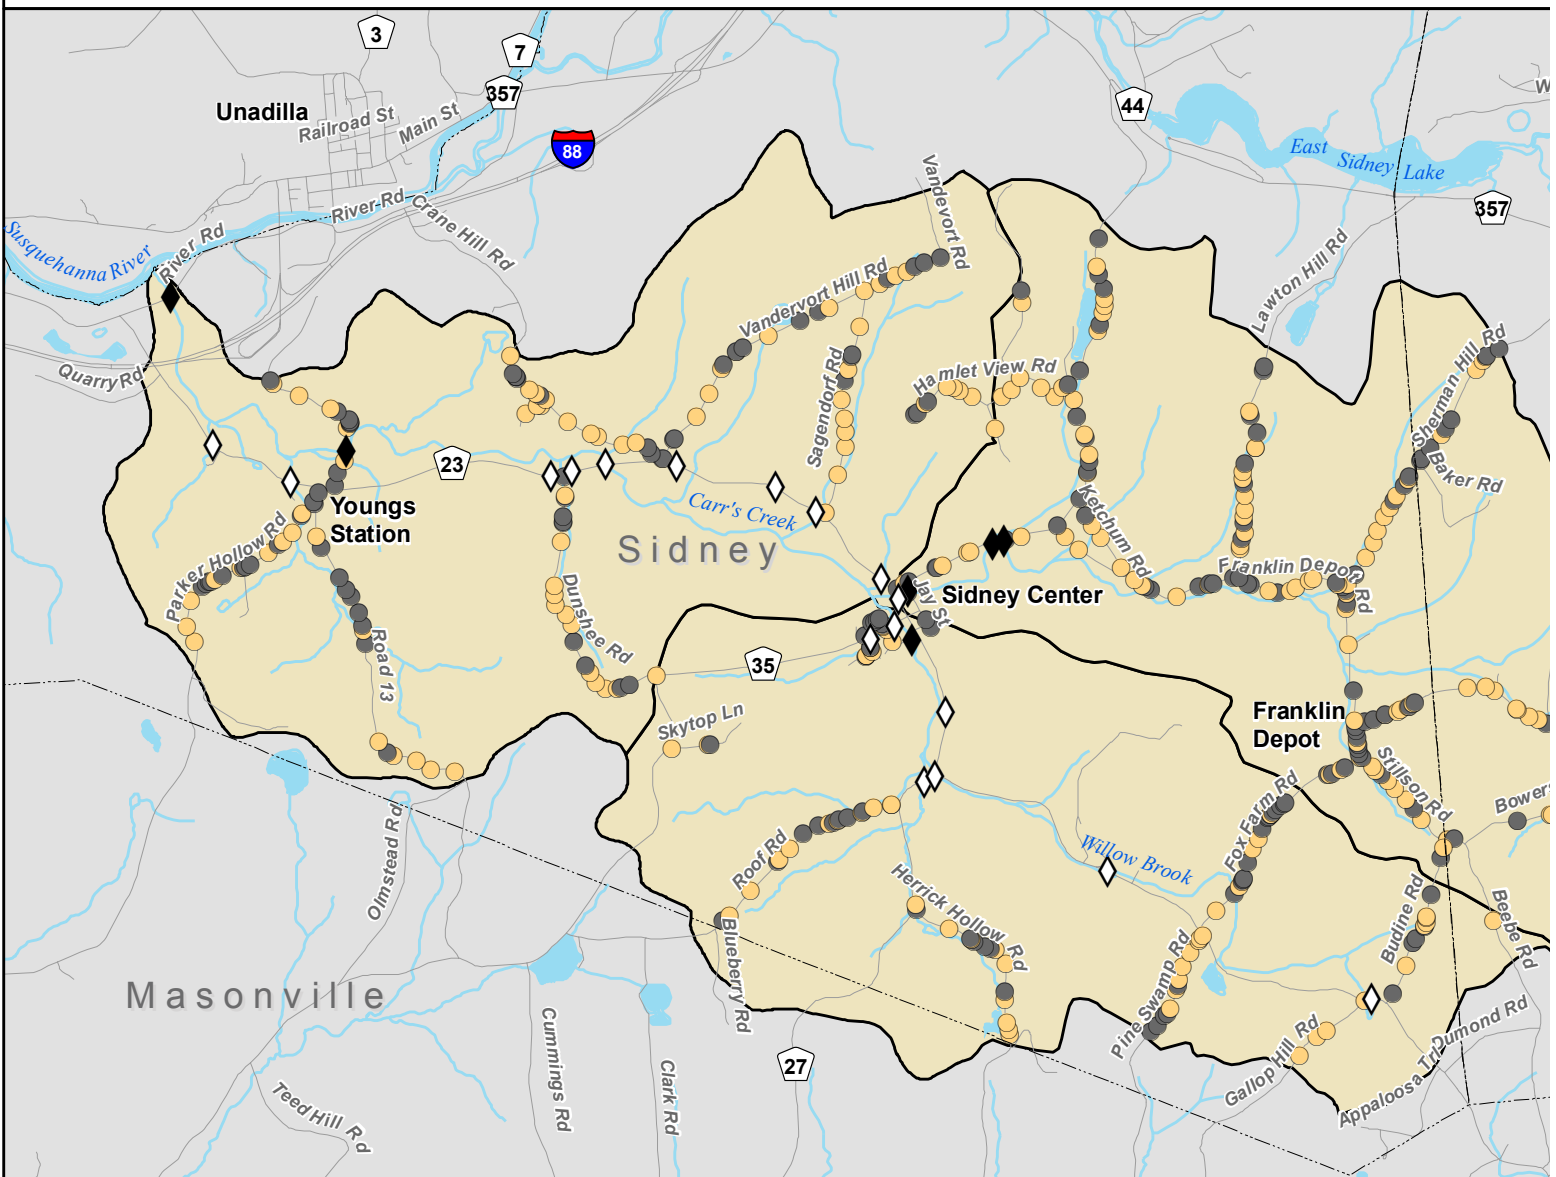 3
7
357
44
Unadilla
Railroad St
Main St
88
East Sidney Lake
357
River Rd
Crane Hill Rd
Susquehanna River
River Rd
Vandevort Rd
Lawton Hill Rd
Vandervort Hill Rd
Quarry Rd
Hamlet View Rd
Sherman Hill Rd
Sagendorf Rd
23
Baker Rd
Youngs
Station
Carr's Creek
Ketchum Rd
Sidney
Parker Hollow Rd
Franklin Depot Rd
Dunshee Rd
Jay St
Sidney Center
Road 13
35
Skytop Ln
Franklin
Depot
Stillson Rd
Fox Farm Rd
Bowers
Olmstead Rd
Roof Rd
Willow Brook
Herrick Hollow Rd
Budine Rd
Beebe Rd
Blueberry Rd
Pine Swamp Rd
Masonville
Cummings Rd
Clark Rd
27
Gallop Hill Rd
Dumond Rd
Appaloosa Trl
Teed Hill Rd